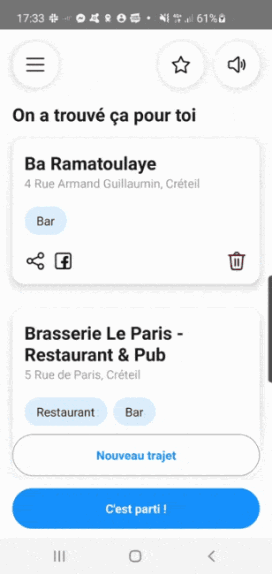 17:33
61%
On a trouvé ça pour toi
Ba Ramatoulaye
4 Rue Armand Guillaumin, Créteil
Bar
Brasserie Le Paris -
Restaurant & Pub
5 Rue de Paris, Créteil
Restaurant Bar
Nouveau trajet
C'est parti !